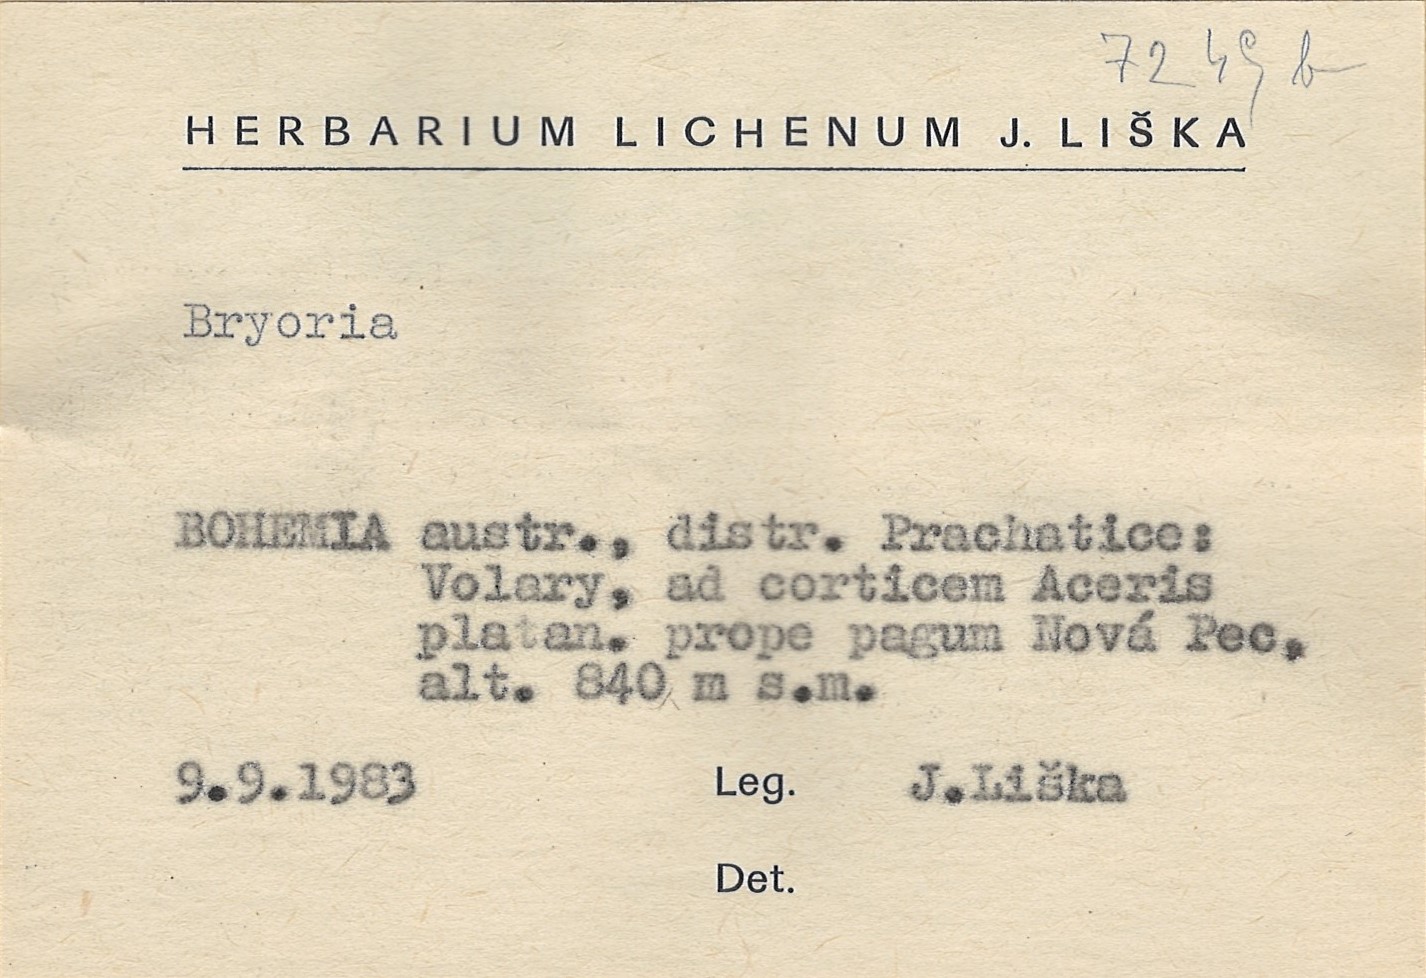 7249 b
HERBARIUM LICHENUM J. LIŠKA
Bryoria
BOHEMIA austr., distr. Prachatice:
Volary, ad corticem Aceris
platan. prope pagum Nová Pec,
alt. 840 m s.m.
9.9.1983 Leg. J.Liška
Det.